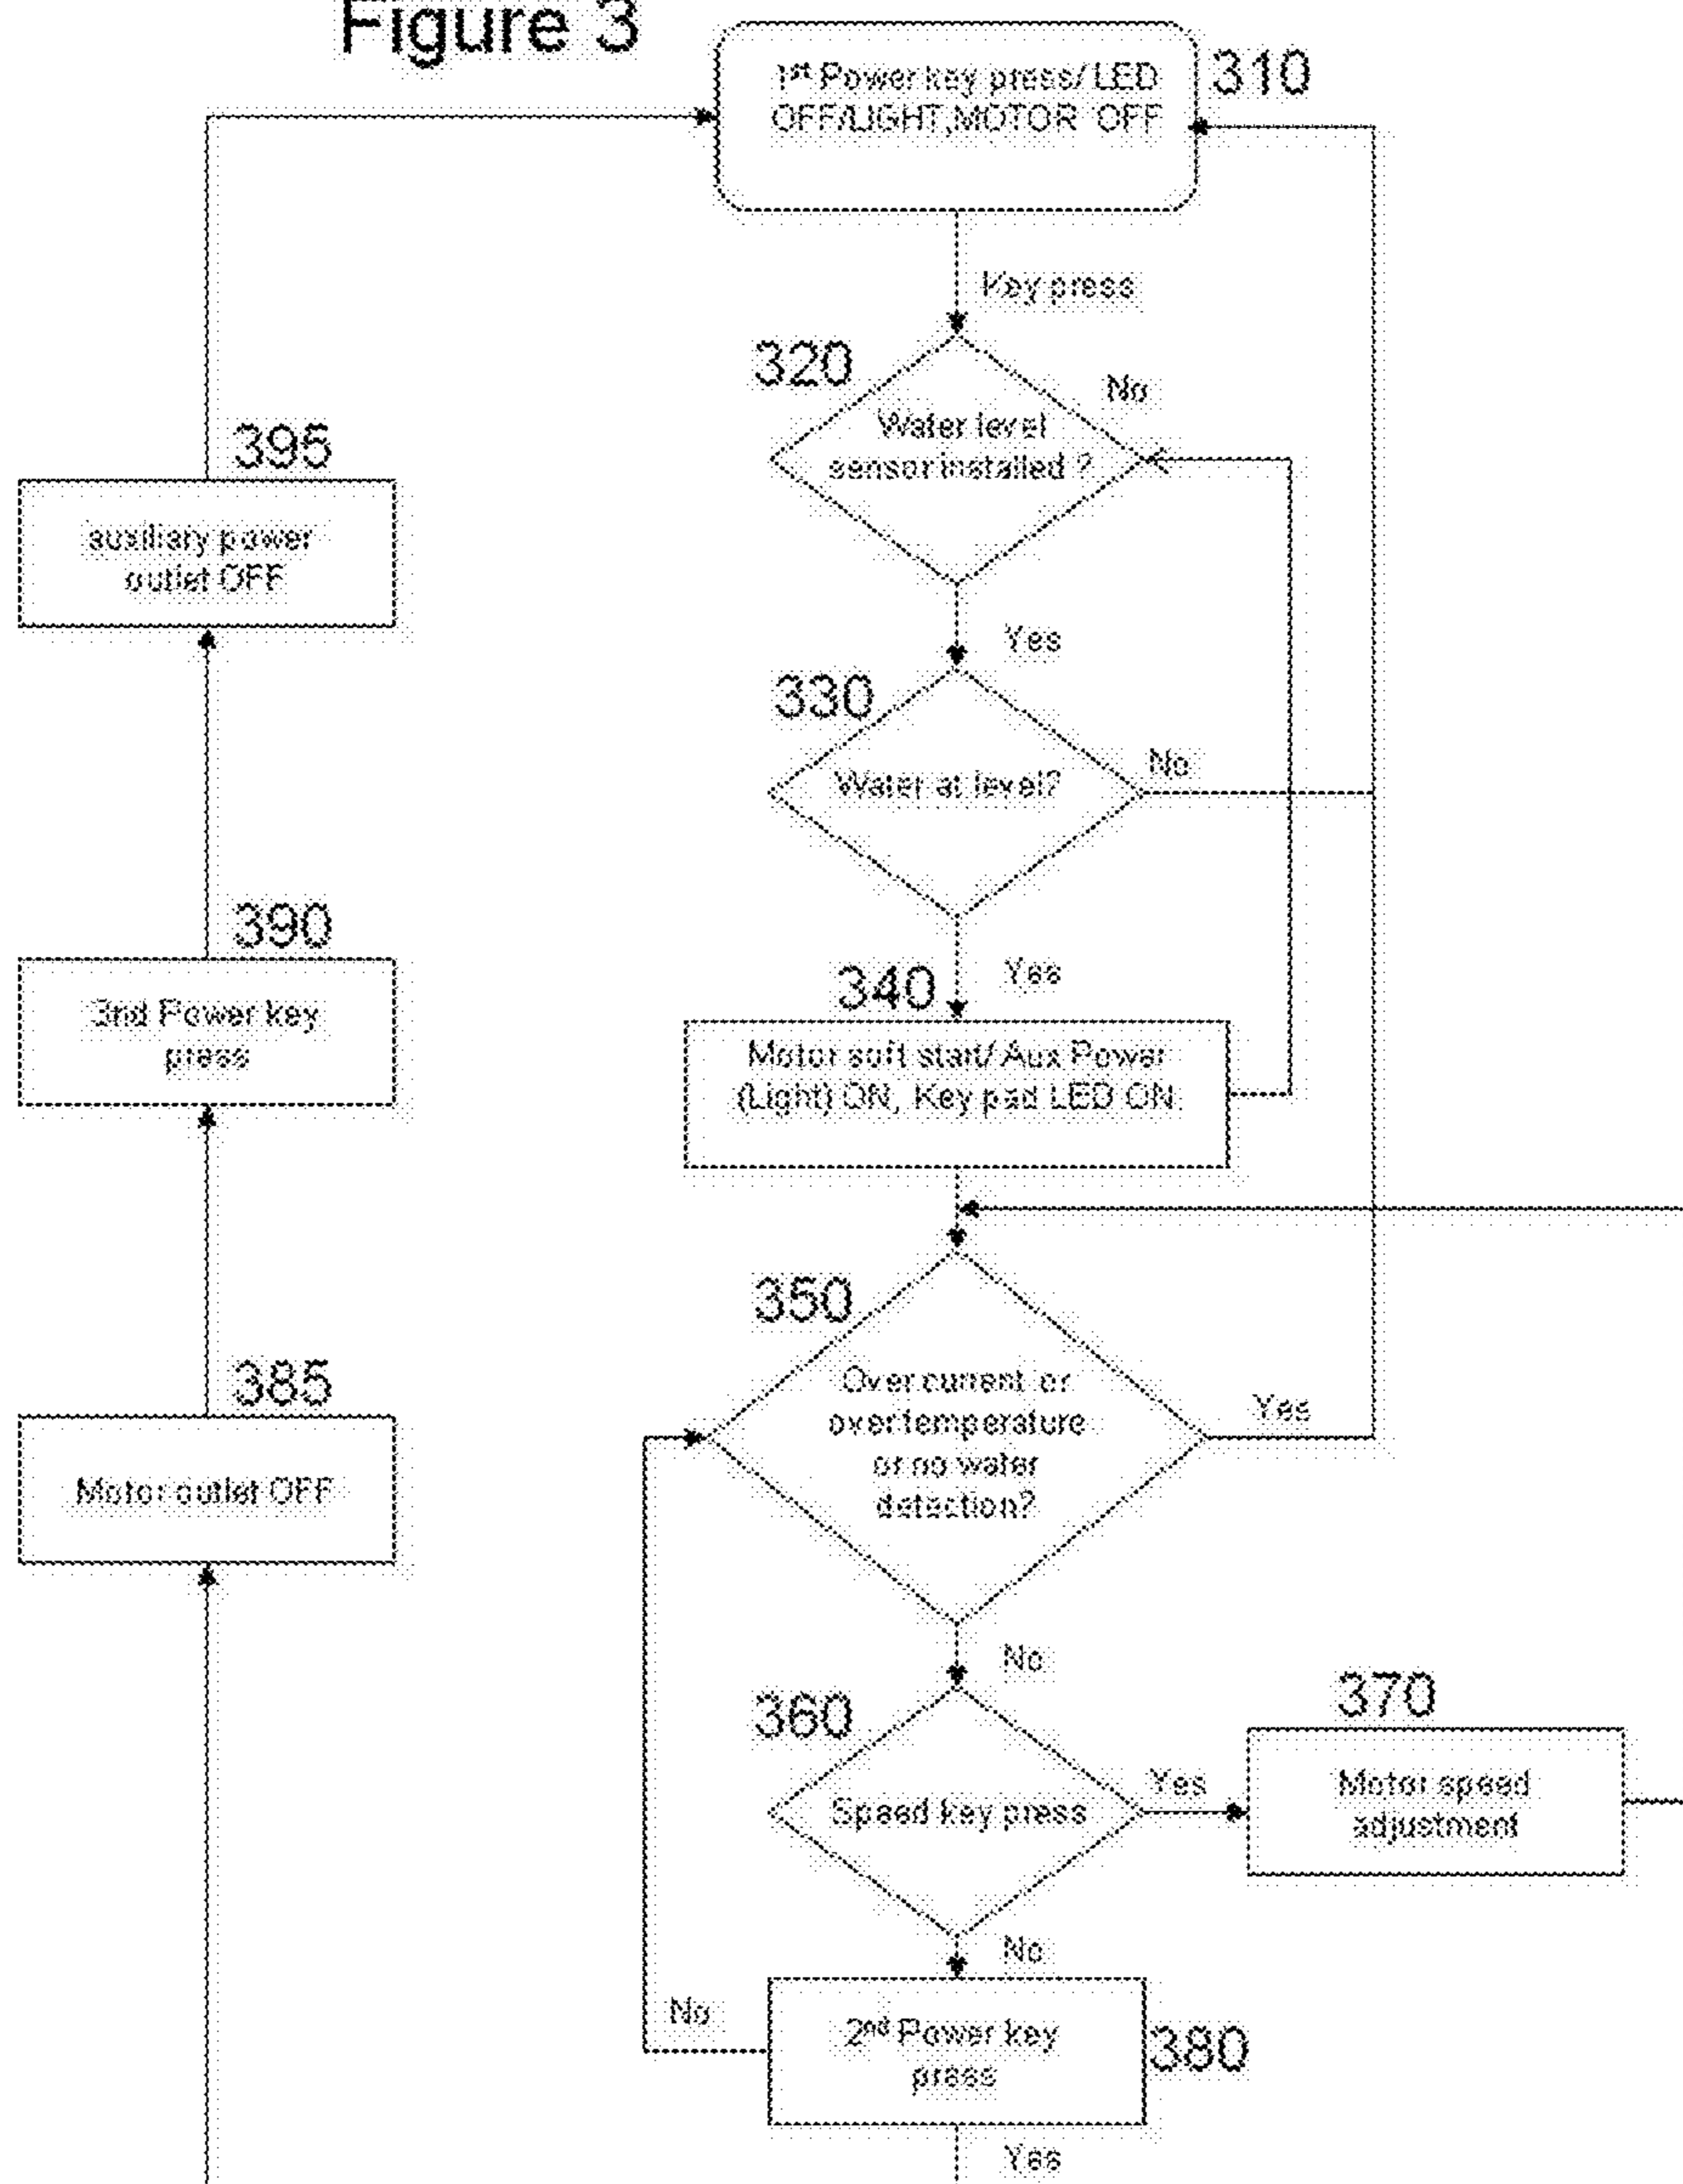 Figure 3
1st Power key press/ LED
OFF/LIGHT,MOTOR OFF
310
Key press
320
No
Water level
sensor installed ?
395
auxiliary power
outlet OFF
Yes
330
Water at level?
No
390
3nd Power key
press
340
Yes
Motor soft start/ Aux Power
(Light) ON, Key pad LED ON
350
Over current or
overtemperature
or no water
detection?
Yes
385
Motor outlet OFF
No
360
Speed key press
Yes
370
Motor speed
adjustment
No
No
2nd Power key
press
380
Yes